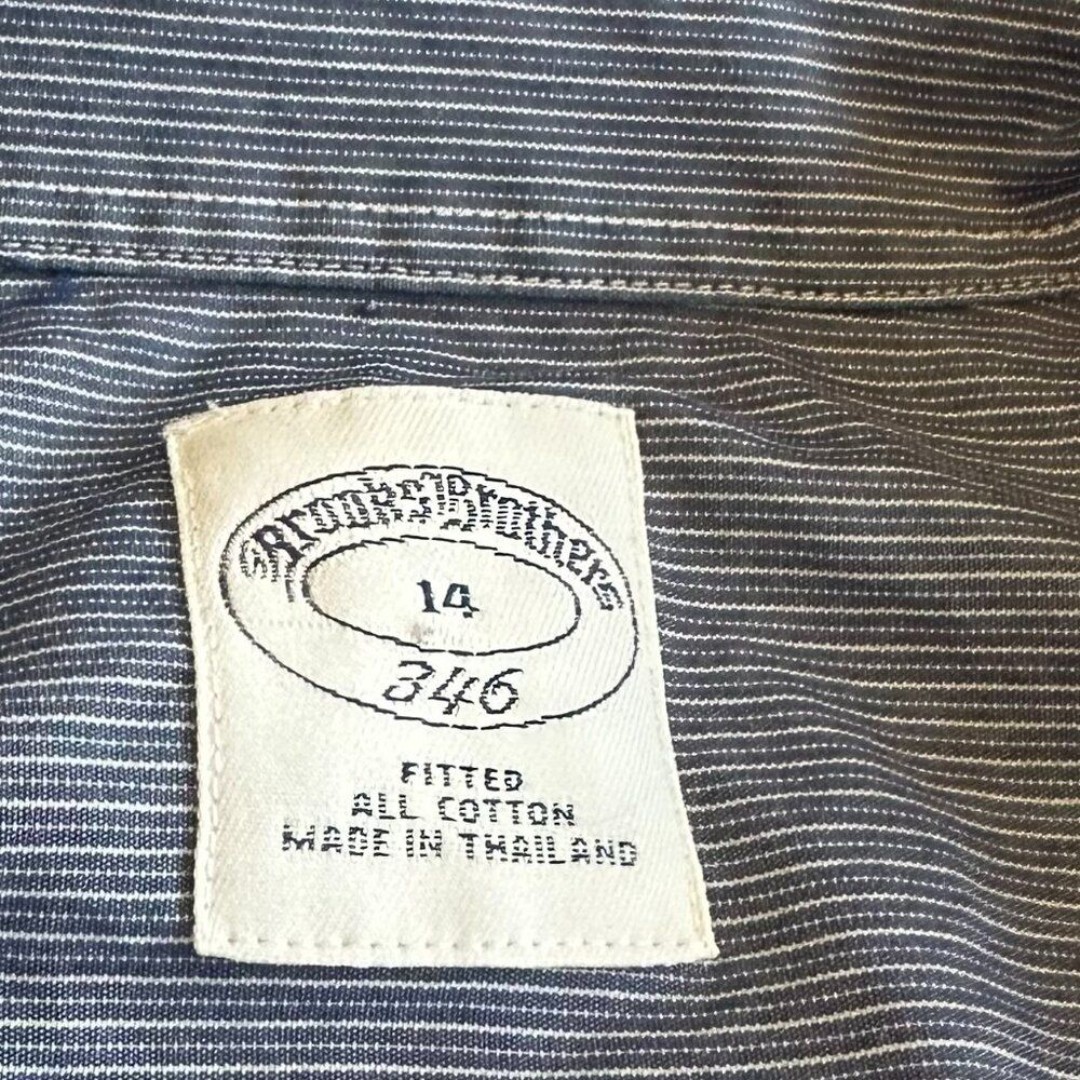 Brooks Brothers
14
346
FITTED
ALL COTTON
MADE IN THAILAND